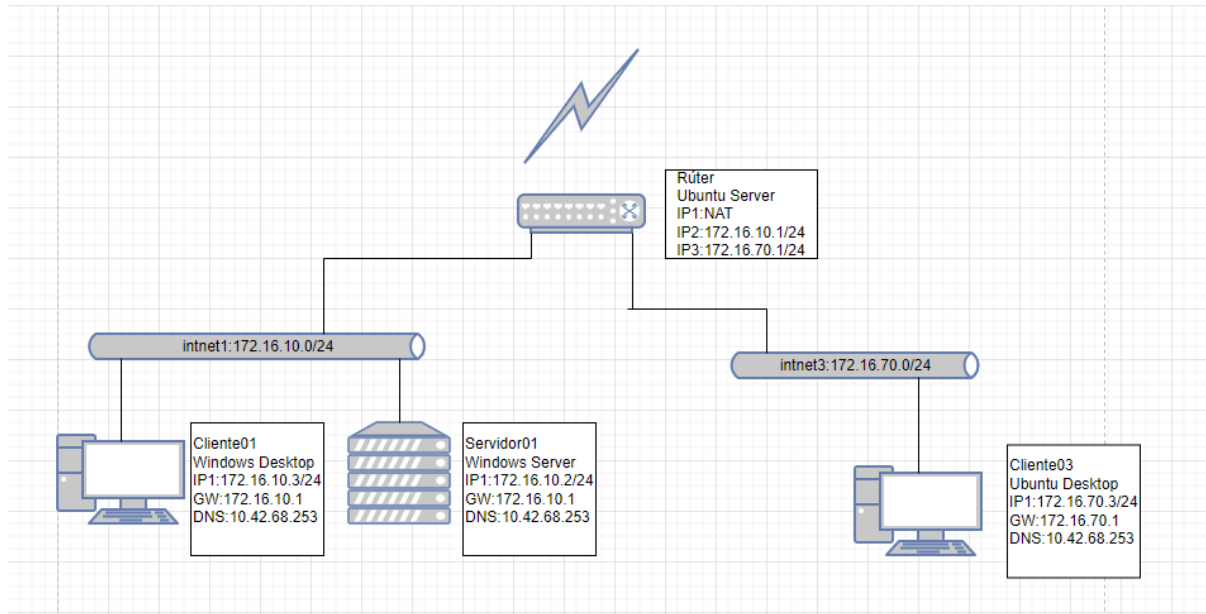 Rúter
Ubuntu Server
IP1:NAT
IP2:172.16.10.1/24
IP3:172.16.70.1/24
intnet1:172.16.10.0/24
intnet3:172.16.70.0/24
Cliente01
Windows Desktop
IP1:172.16.10.3/24
GW:172.16.10.1
DNS:10.42.68.253
Servidor01
Windows Server
IP1:172.16.10.2/24
GW:172.16.10.1
DNS:10.42.68.253
Cliente03
Ubuntu Desktop
IP1:172.16.70.3/24
GW:172.16.70.1
DNS:10.42.68.253